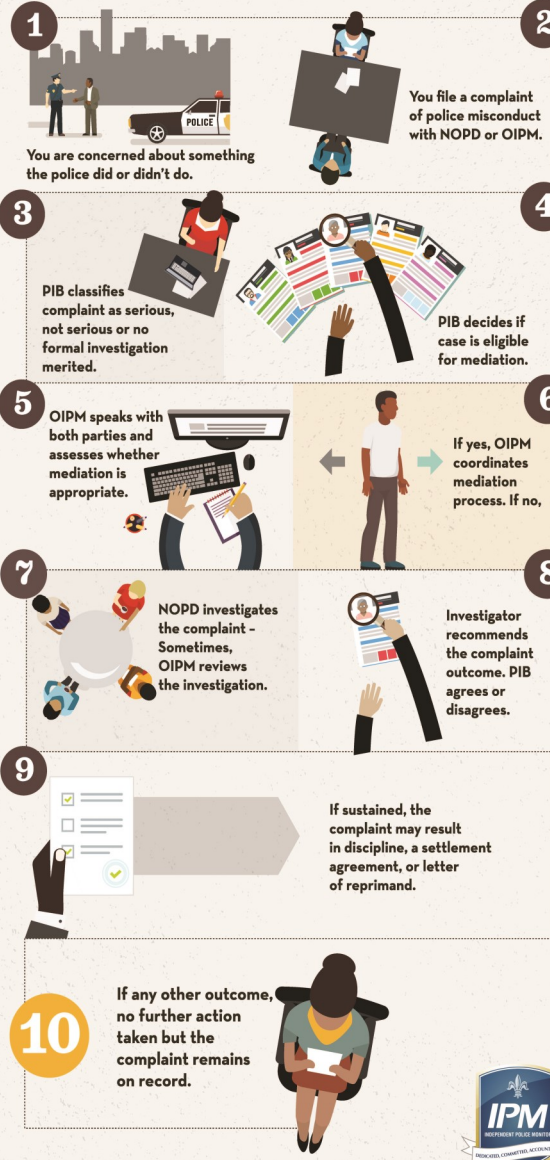 1
POLICE
You are concerned about something
the police did or didn't do.
2
You file a complaint
of police misconduct
with NOPD or OIPM.
3
PIB classifies
complaint as serious,
not serious or no
formal investigation
merited.
4
PIB decides if
case is eligible
for mediation.
5
OIPM speaks with
both parties and
assesses whether
mediation is
appropriate.
6
If yes, OIPM
coordinates
mediation
process. If no,
7
NOPD investigates
the complaint –
Sometimes,
OIPM reviews
the investigation.
8
Investigator
recommends
the complaint
outcome. PIB
agrees or
disagrees.
9
If sustained, the
complaint may result
in discipline, a settlement
agreement, or letter
of reprimand.
10
If any other outcome,
no further action
taken but the
complaint remains
on record.
IPM
INDEPENDENT POLICE MONITO
DEDICATED, COMMITTED, ACCOUN